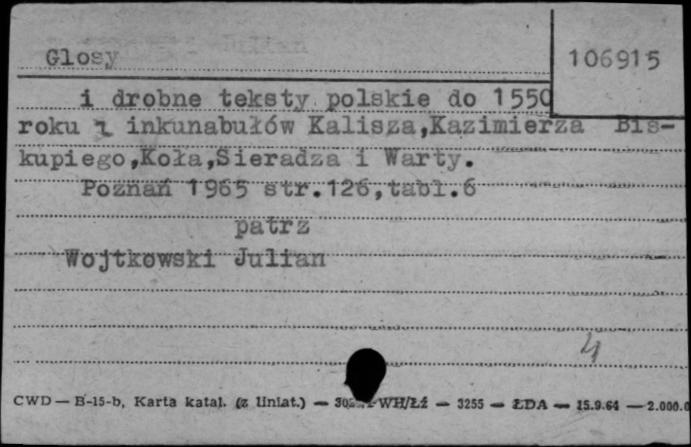 Glosy
106915
i drobne teksty polskie do 1550
roku z inkunabułów Kalisza,Kazimierza Bis-
kupiego,Koła,Sieradza i Warty.
Poznań 1965 str.126,tabl.6
patrz
Wojtkowski Julian
4
CWD — B-15-b, Karta katal. (z liniat.) — WH/Łź — 3255 — ŁDA — 15.9.64 — 2.000.0